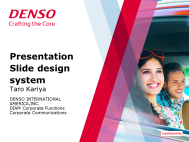 DENSO
Crafting the Core
Presentation
Slide design
system
Taro Kariya
DENSO INTERNATIONAL
AMERICA,INC.
DIAM Corporate Functions
Corporate Communications
CONFIDENTIAL